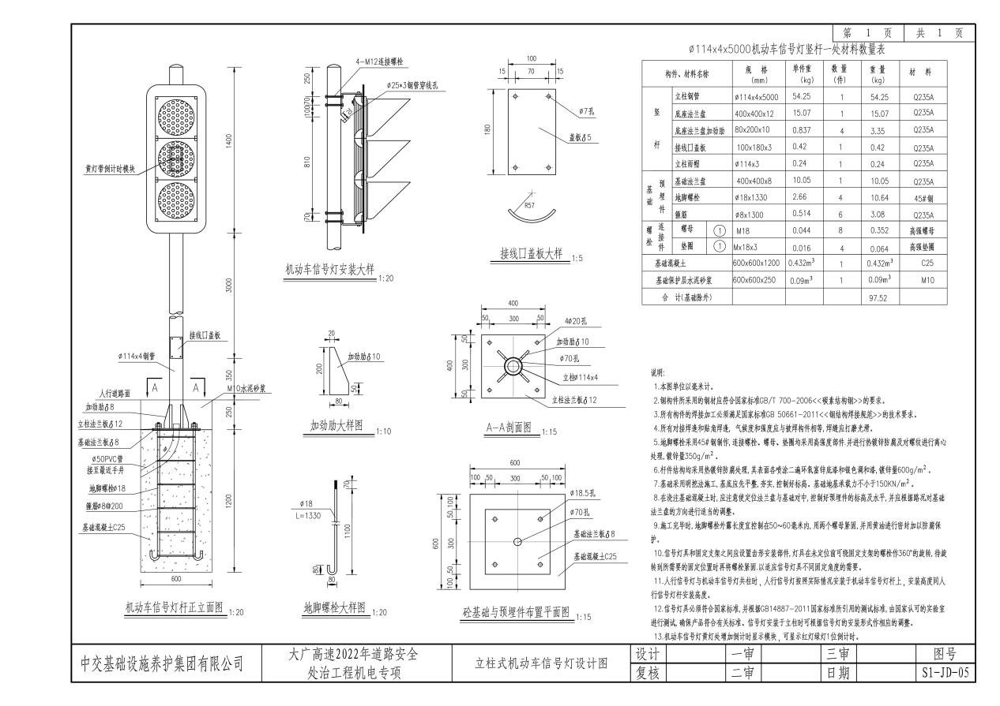 第 1 页 共 1 页
ø114x4x5000机动车信号灯竖杆一处材料数量表
构件、材料名称 规 格 (mm) 单件重 (kg) 数 量 (件) 重 量 (kg) 材 料
竖杆
立柱钢管 ø114x4x5000 54.25 1 54.25 Q235A
底座法兰盘 400x400x12 15.07 1 15.07 Q235A
底座法兰盘加劲肋 80x200x10 0.837 4 3.35 Q235A
接线口盖板 100x180x3 0.42 1 0.42 Q235A
立柱雨帽 ø114x3 0.24 1 0.24 Q235A
基础 预埋件
基础法兰盘 400x400x8 10.05 1 10.05 Q235A
地脚螺栓 ø18x1330 2.66 4 10.64 45#钢
箍筋 ø8x1300 0.514 6 3.08 Q235A
螺栓 连接件
螺母 1 M18 0.044 8 0.352 高强螺母
垫圈 1 Mx18x3 0.016 4 0.064 高强垫圈
基础混凝土 600x600x1200 0.432m³ 1 0.432m³ C25
基础保护层水泥砂浆 600x600x250 0.09m³ 1 0.09m³ M10
合 计(基础除外) 97.52
黄灯带倒计时模块
1400
3000
接线口盖板
ø114x4钢管
350
A A
人行道路面
M10水泥砂浆
加劲肋δ8
250
立柱法兰板δ12
基础法兰板δ8
ø50PVC管
接至最近手井
地脚螺栓ø18
1200
箍筋ø8@200
基础混凝土C25
600
机动车信号灯杆正立面图 1:20
4-M12连接螺栓
ø25*3钢管穿线孔
250
70
100
75
810
70
机动车信号灯安装大样 1:20
100
15 70 15
ø7孔
180
盖板δ5
R57
接线口盖板大样 1:5
20
加劲肋δ10
200
50
80
加劲肋大样图 1:10
400
50 300 50
4ø20孔
加劲肋δ10
ø70孔
立柱ø114x4
立柱法兰板δ12
400
50
300
50
A-A剖面图 1:15
ø18
L=1330
70
1100
80
80
地脚螺栓大样图 1:20
600
100 50 300 50 100
ø18.5孔
ø70孔
基础法兰板δ8
基础混凝土C25
600
100
50
300
50
100
砼基础与预埋件布置平面图 1:15
说明:
1.本图单位以毫米计。
2.钢构件所采用的钢材应符合国家标准GB/T 700-2006<<碳素结构钢>>的要求。
3.所有构件的焊接加工必须满足国家标准GB 50661-2011<<钢结构焊接规范>>的技术要求。
4.所有对接焊逢和贴角焊逢, 气候度和强度应与被焊构件相等,焊缝应打磨光滑。
5.地脚螺栓采用45#钢制作,连接螺栓、螺母、垫圈均采用高强度部件.并进行热镀锌防腐及对螺纹进行离心
处理,镀锌量350g/m²。
6.杆件结构均采用热镀锌防腐处理,其表面各喷涂二遍环氧富锌底漆和银色调和漆,镀锌量600g/m²。
7.基础采用明挖法施工,基底应先平整,夯实,控制好标高。基础地基承载力不小于150KN/m²。
8.在浇注基础混凝土时,应注意使定位法兰盘与基础对中,控制好预埋件的标高及水平,并应根据路况对基础
法兰盘的方向进行适当的调整。
9.施工完毕时,地脚螺栓外露长度宜控制在50~60毫米内,用两个螺母紧固,并用黄油进行密封加以防腐保
护。
10.信号灯具和固定支架之间应设置齿形安装部件,灯具在未定位前可绕固定支架的螺栓作360°的旋转,待旋
转到所需要的固定位置时再将螺栓紧固.以适应信号灯具不同固定角度的需要。
11.人行信号灯与机动车信号灯共柱时,人行信号灯按照实际情况安装于机动车信号灯杆上,安装高度同人
行信号灯杆安装高度。
12.信号灯具必须符合国家标准,并根据GB14887-2011国家标准所引用的测试标准,由国家认可的实验室
进行测试,确保产品符合有关标准。信号灯安装于立柱时可根据信号灯的安装形式作相应的调整。
13.机动车信号灯黄灯处增加倒计时显示模块,可显示红灯绿灯1位倒计时。
中交基础设施养护集团有限公司
大广高速2022年道路安全
处治工程机电专项
立柱式机动车信号灯设计图
设计 一审 三审 图号
复核 二审 日期 S1-JD-05